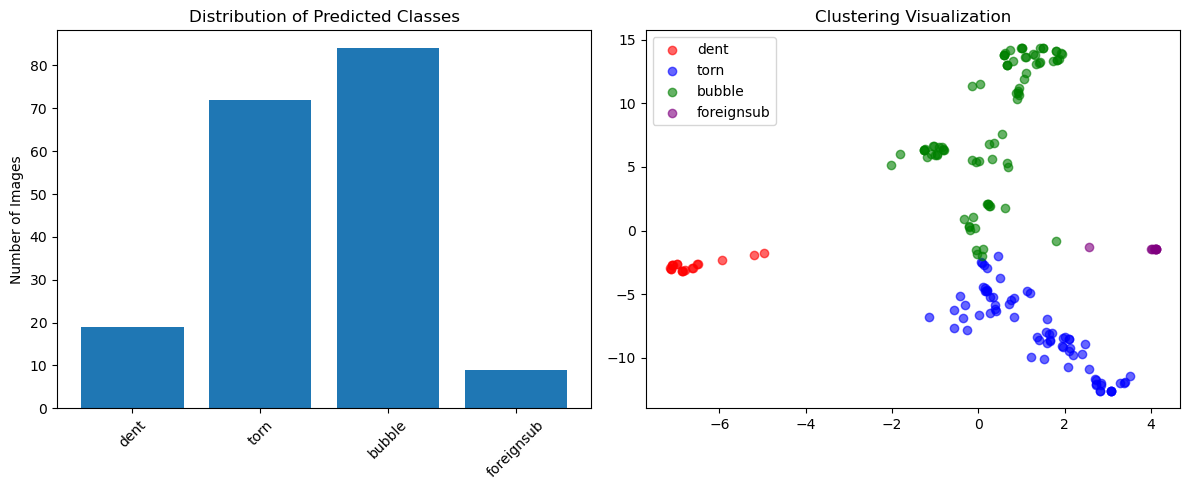 Distribution of Predicted Classes
Number of Images
80
70
60
50
40
30
20
10
0
dent
torn
bubble
foreignsub
Clustering Visualization
dent
torn
bubble
foreignsub
15
10
5
0
−5
−10
−6
−4
−2
0
2
4